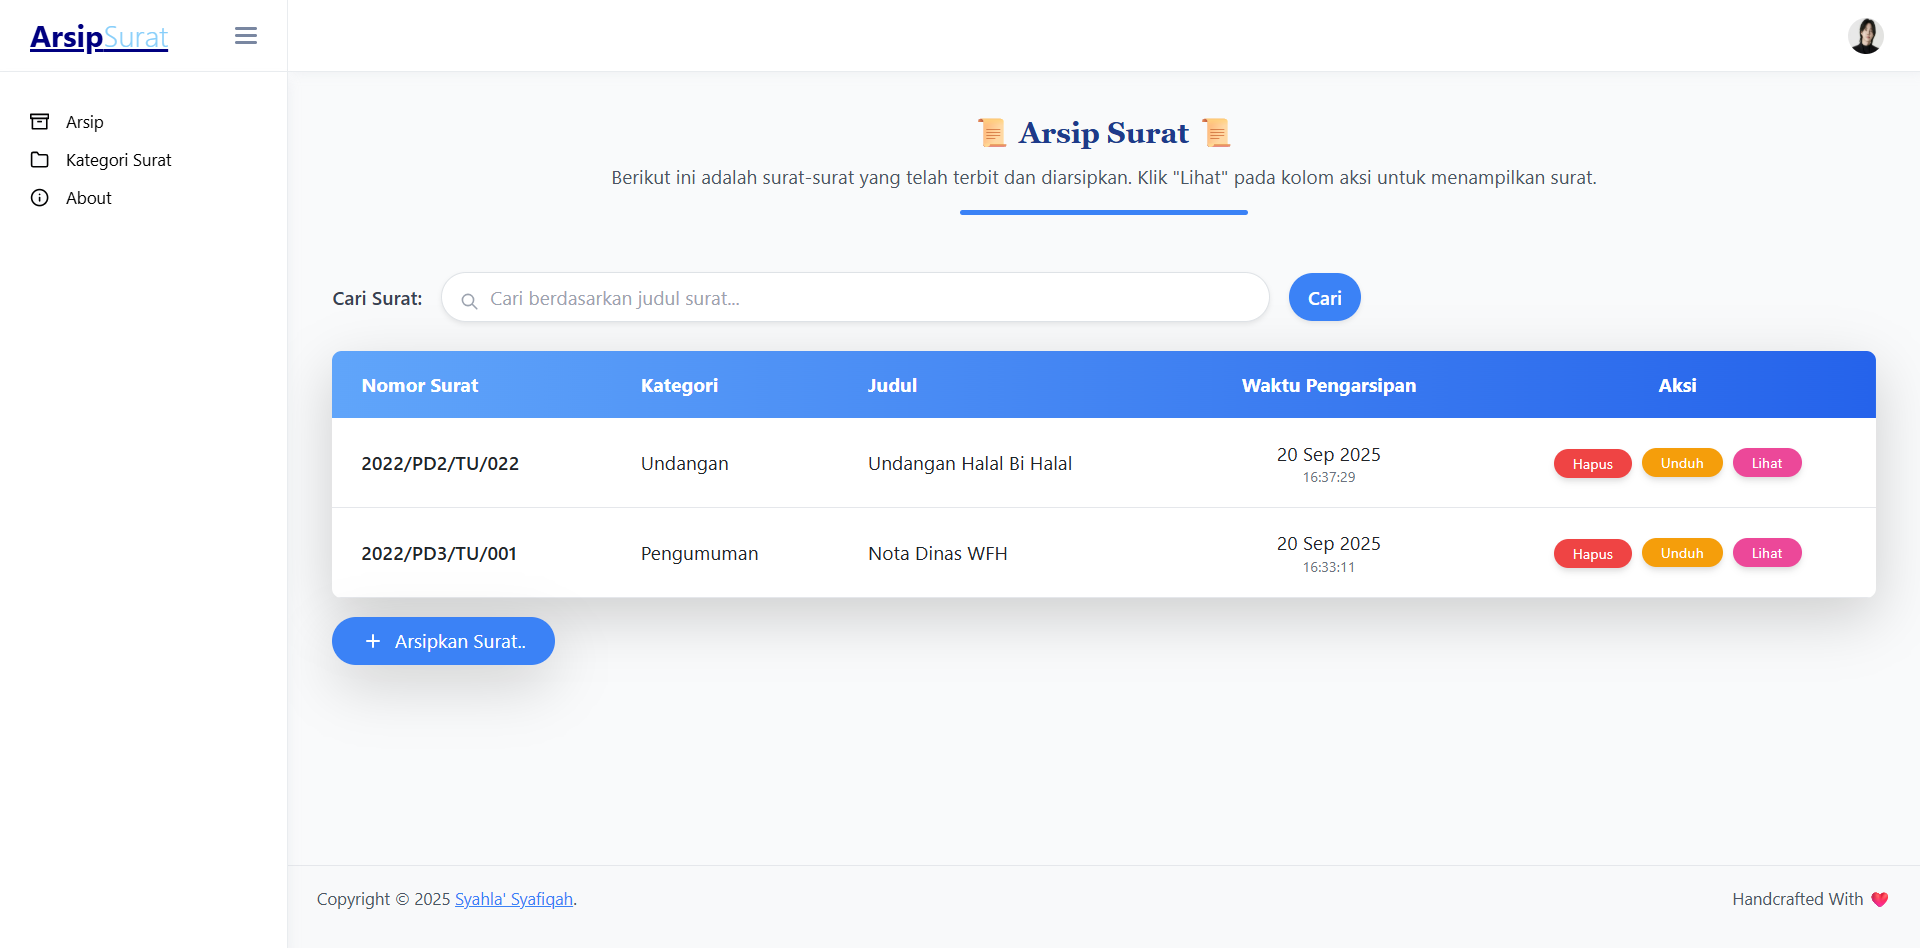 ArsipSurat
Arsip
Kategori Surat
About
📜 Arsip Surat 📜
Berikut ini adalah surat-surat yang telah terbit dan diarsipkan. Klik "Lihat" pada kolom aksi untuk menampilkan surat.
Cari Surat: Cari berdasarkan judul surat... Cari
Nomor Surat Kategori Judul Waktu Pengarsipan Aksi
2022/PD2/TU/022 Undangan Undangan Halal Bi Halal 20 Sep 2025 Hapus Unduh Lihat
16:37:29
2022/PD3/TU/001 Pengumuman Nota Dinas WFH 20 Sep 2025 Hapus Unduh Lihat
16:33:11
+ Arsipkan Surat..
Copyright © 2025 Syahla' Syafiqah. Handcrafted With ❤️